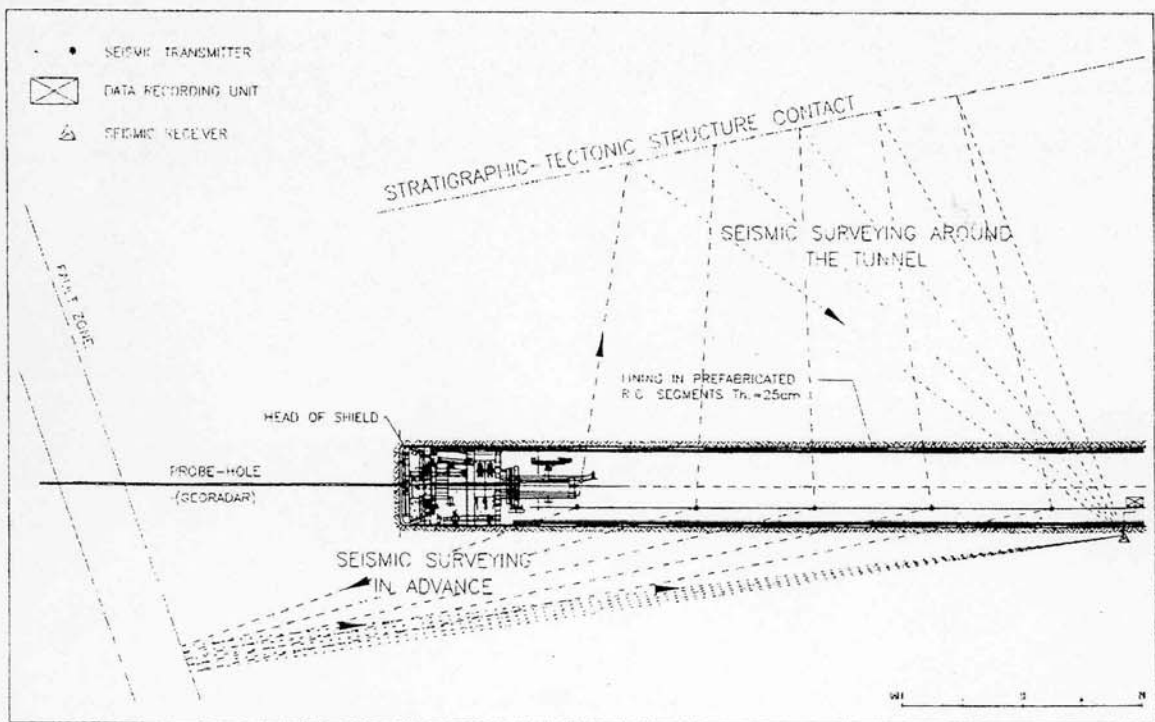 SEISMIC TRANSMITTER
DATA RECORDING UNIT
SEISMIC RECEIVER
STRATIGRAPHIC-TECTONIC STRUCTURE CONTACT
SEISMIC SURVEYING AROUND
THE TUNNEL
FAULT ZONE
LINING IN PREFABRICATED
R.C. SEGMENTS Th.=25cm
HEAD OF SHIELD
PROBE-HOLE
(GEORADAR)
SEISMIC SURVEYING
IN ADVANCE